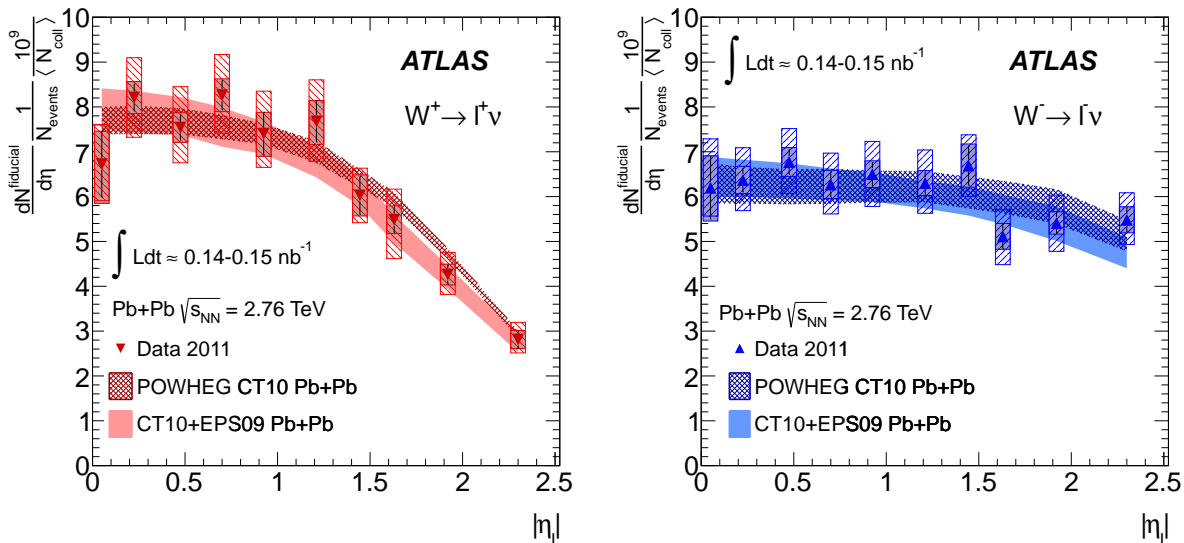 dN^fiducial/dη 1/N_events 10^9/⟨N_coll⟩
10
9
8
7
6
5
4
3
2
1
0
ATLAS
W⁺→ l⁺ν
∫ Ldt ≈ 0.14-0.15 nb⁻¹
Pb+Pb √s_NN = 2.76 TeV
Data 2011
POWHEG CT10 Pb+Pb
CT10+EPS09 Pb+Pb
0 0.5 1 1.5 2 2.5
|η_l|
dN^fiducial/dη 1/N_events 10^9/⟨N_coll⟩
10
9
8
7
6
5
4
3
2
1
0
∫ Ldt ≈ 0.14-0.15 nb⁻¹
ATLAS
W⁻→ l⁻ν
Pb+Pb √s_NN = 2.76 TeV
Data 2011
POWHEG CT10 Pb+Pb
CT10+EPS09 Pb+Pb
0 0.5 1 1.5 2 2.5
|η_l|